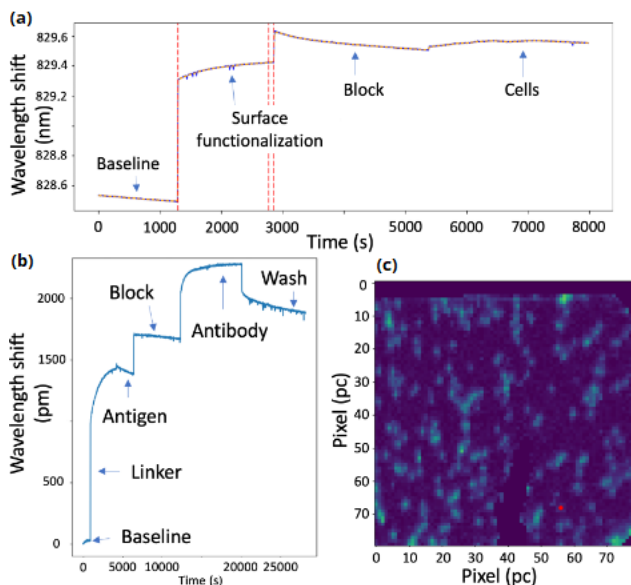 (a)
Wavelength shift
(nm)
829.6
829.4
829.2
828.8
828.6
Baseline
Surface
functionalization
Block
Cells
0
1000
2000
3000
4000
5000
6000
7000
8000
Time (s)
(b)
Wavelength shift
(pm)
2000
1500
500
0
Block
Wash
Antibody
Antigen
Linker
Baseline
0
5000
10000
20000
25000
Time (s)
(c)
Pixel (pc)
0
10
20
30
40
50
60
70
0
10
20
30
40
50
60
70
Pixel (pc)